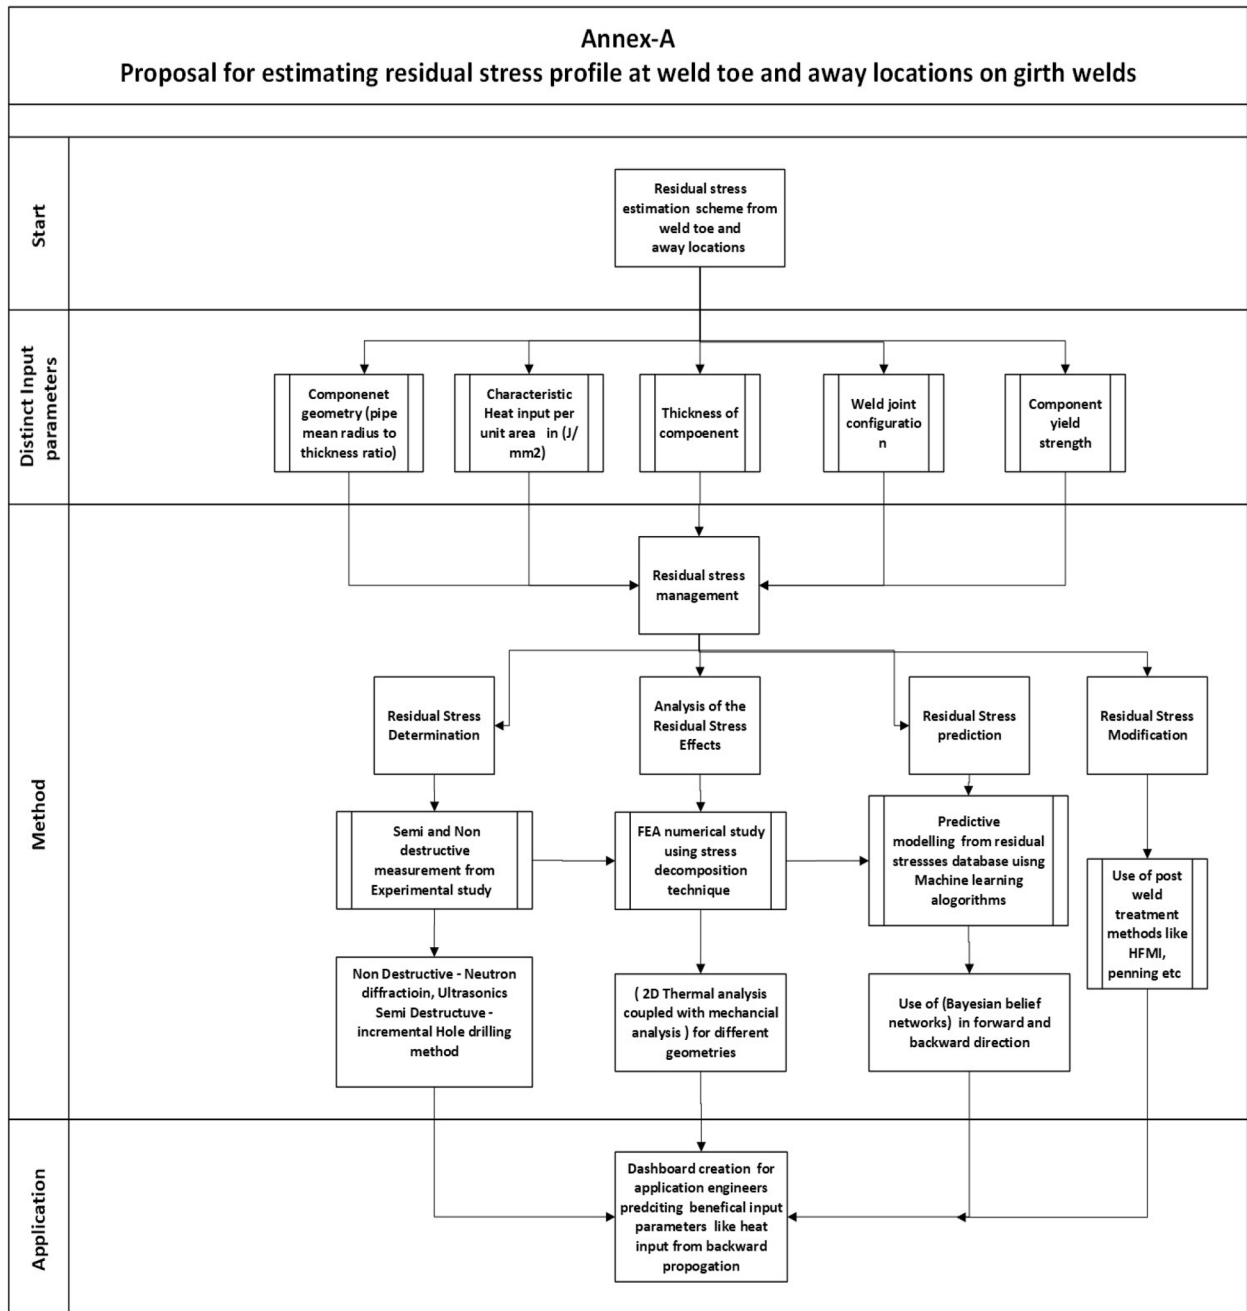 Annex-A
Proposal for estimating residual stress profile at weld toe and away locations on girth welds
Start
Residual stress
estimation scheme from
weld toe and
away locations
Distinct Input
parameters
Componenet
geometry (pipe
mean radius to
thickness ratio)
Characteristic
Heat input per
unit area in (J/
mm2)
Thickness of
compoenent
Weld joint
configuratio
n
Component
yield
strength
Method
Residual stress
management
Residual Stress
Determination
Analysis of the
Residual Stress
Effects
Residual Stress
prediction
Residual Stress
Modification
Semi and Non
destructive
measurement from
Experimental study
FEA numerical study
using stress
decomposition
technique
Predictive
modelling from residual
stressses database uisng
Machine learning
alogorithms
Use of post
weld
treatment
methods like
HFMI,
penning etc
Non Destructive - Neutron
diffractioin, Ultrasonics
Semi Destructuve -
incremental Hole drilling
method
( 2D Thermal analysis
coupled with mechancial
analysis ) for different
geometries
Use of (Bayesian belief
networks) in forward and
backward direction
Application
Dashboard creation for
application engineers
predciting benefical input
parameters like heat
input from backward
propogation